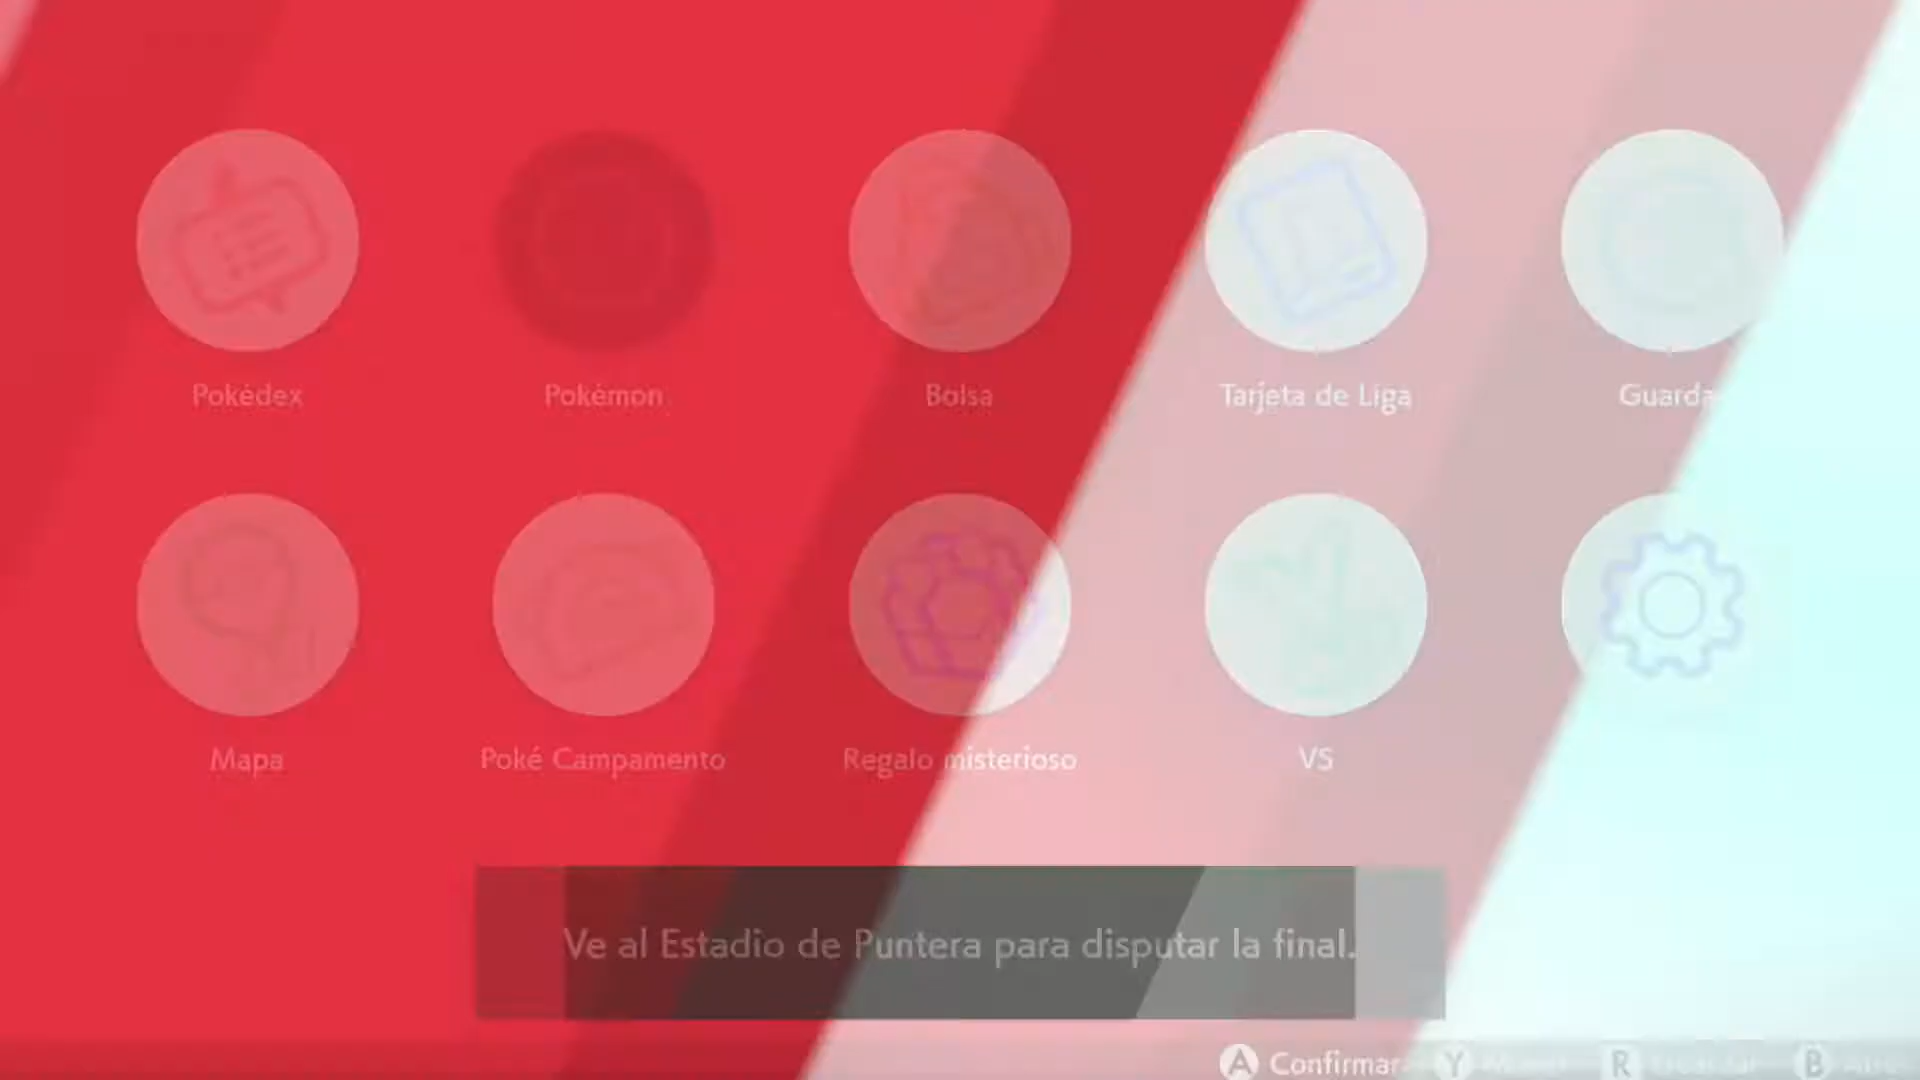 Pokédex Pokémon Bolsa Tarjeta de Liga Guarda
Mapa Poké Campamento Regalo misterioso VS
Ve al Estadio de Puntera para disputar la final.
A Confirmar Y R B